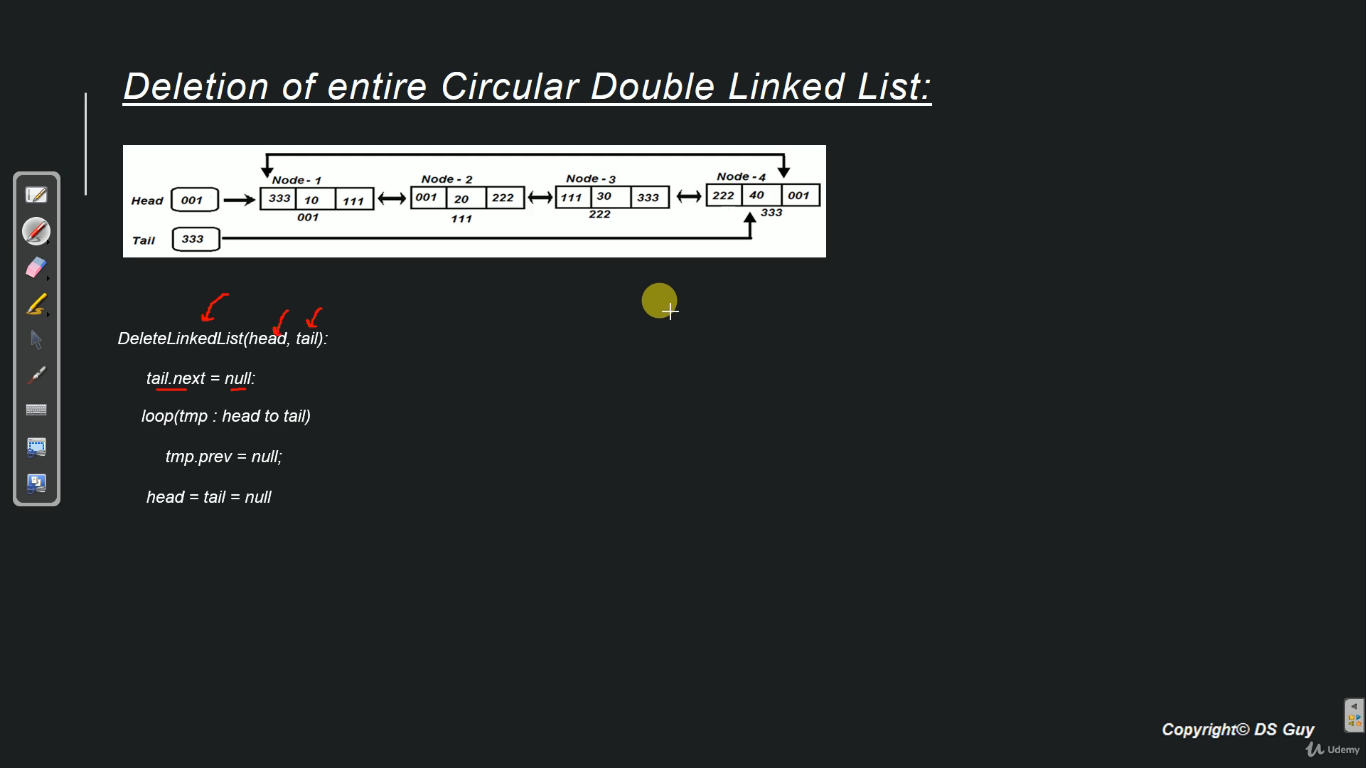 Deletion of entire Circular Double Linked List:
Node - 1 Node - 2 Node - 3 Node - 4
Head 001 333 10 111 001 20 222 111 30 333 222 40 001
001 111 222 333
Tail 333
DeleteLinkedList(head, tail):
tail.next = null:
loop(tmp : head to tail)
tmp.prev = null;
head = tail = null
Copyright© DS Guy
Udemy